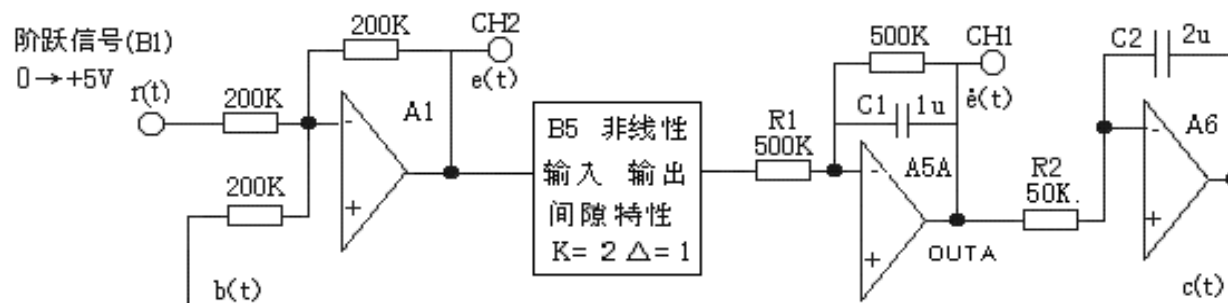 阶跃信号(B1)
0→+5V
r(t)
200K
200K
b(t)
200K
-
+
A1
CH2
e(t)
B5 非线性
输入 输出
间隙特性
K= 2 △= 1
R1
500K
500K
C1
1u
-
+
A5A
CH1
ė(t)
OUTA
R2
50K.
C2
2u
-
+
A6
c(t)